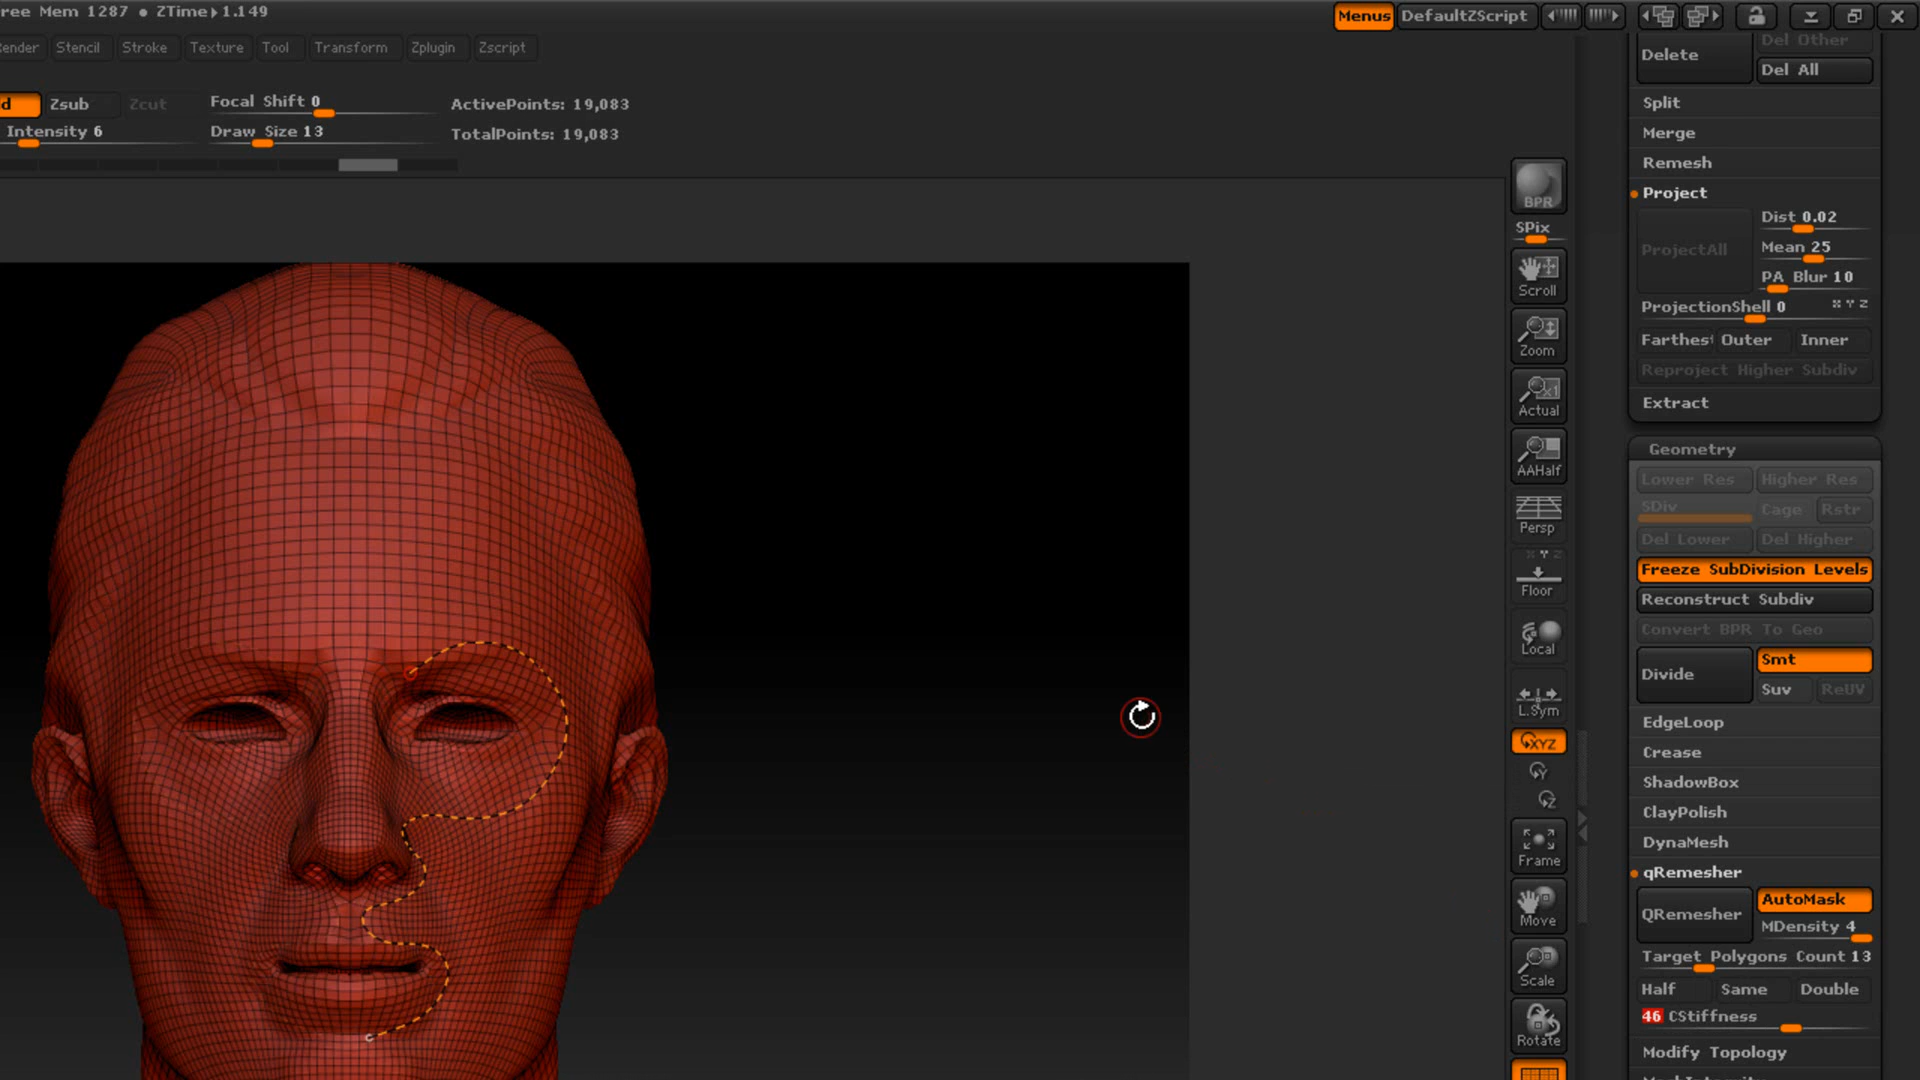 ree Mem 1287 • ZTime▸1.149
Menus DefaultZScript
ender Stencil Stroke Texture Tool Transform Zplugin Zscript
d Zsub Zcut
Focal Shift 0
ActivePoints: 19,083
Intensity 6
Draw Size 13
TotalPoints: 19,083
BPR
SPix
Scroll
Zoom
Actual
AAHalf
Persp
X Y Z
Floor
Local
L.Sym
XYZ
Y
Z
Frame
Move
Scale
Rotate
Delete
Del Other
Del All
Split
Merge
Remesh
Project
ProjectAll
Dist 0.02
Mean 25
PA Blur 10
ProjectionShell 0 X Y Z
Farthest Outer Inner
Reproject Higher Subdiv
Extract
Geometry
Lower Res Higher Res
SDiv Cage Rstr
Del Lower Del Higher
Freeze SubDivision Levels
Reconstruct Subdiv
Convert BPR To Geo
Divide
Smt
Suv ReUV
EdgeLoop
Crease
ShadowBox
ClayPolish
DynaMesh
qRemesher
QRemesher
AutoMask
MDensity 4
Target Polygons Count 13
Half Same Double
46 CStiffness
Modify Topology